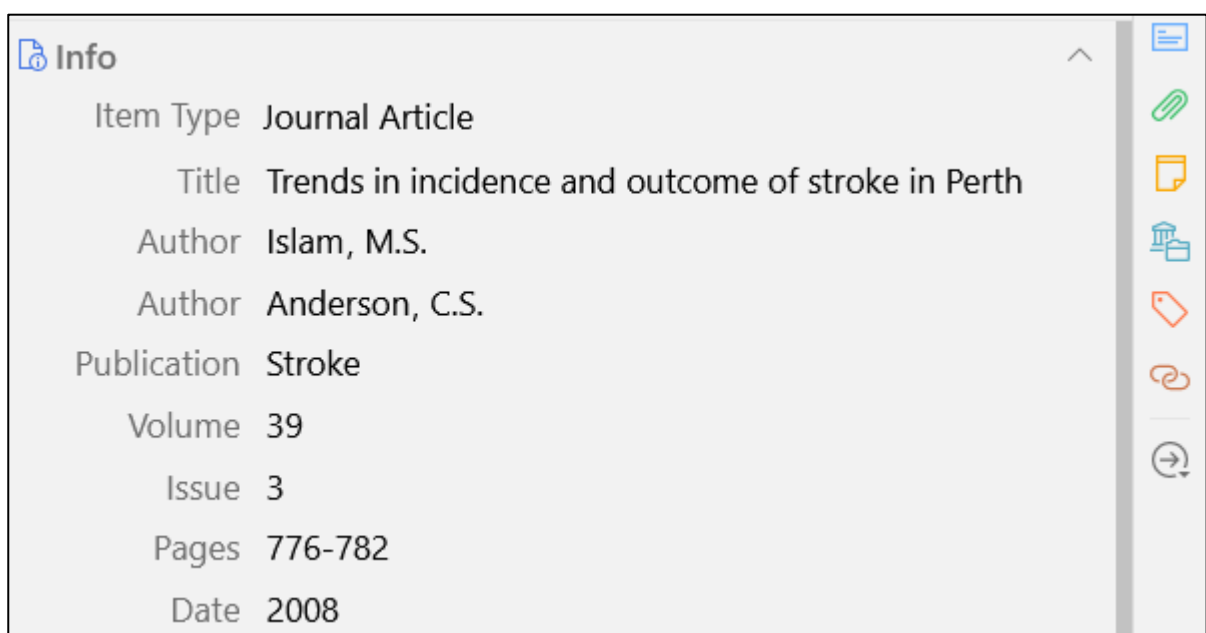 Info
Item Type Journal Article
Title Trends in incidence and outcome of stroke in Perth
Author Islam, M.S.
Author Anderson, C.S.
Publication Stroke
Volume 39
Issue 3
Pages 776-782
Date 2008